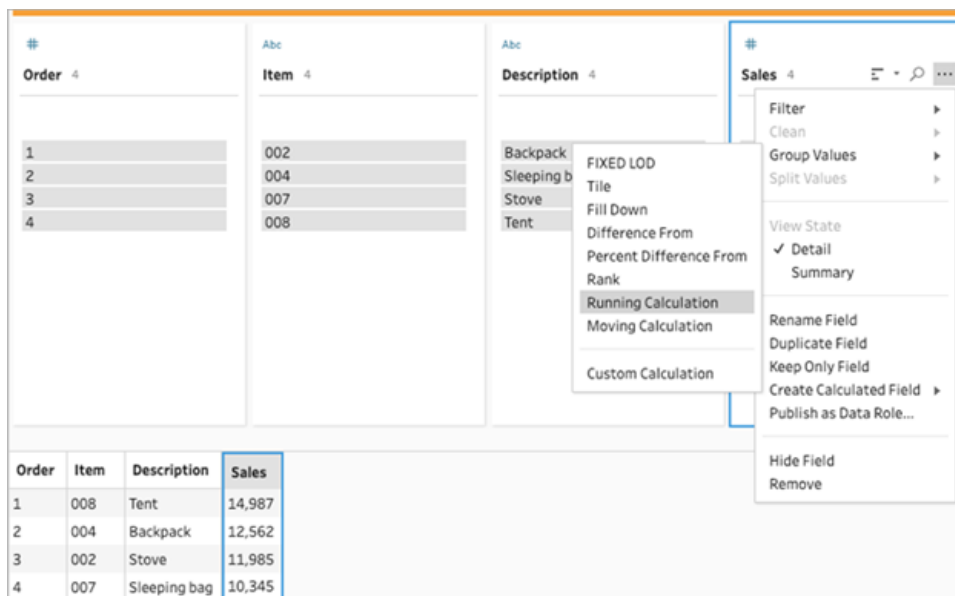 #
Order 4
1
2
3
4
Abc
Item 4
002
004
007
008
Abc
Description 4
Backpack
Sleeping b
Stove
Tent
#
Sales 4
Filter
Clean
Group Values
Split Values
View State
✓ Detail
Summary
Rename Field
Duplicate Field
Keep Only Field
Create Calculated Field
Publish as Data Role...
Hide Field
Remove
FIXED LOD
Tile
Fill Down
Difference From
Percent Difference From
Rank
Running Calculation
Moving Calculation
Custom Calculation
Order Item Description Sales
1 008 Tent 14,987
2 004 Backpack 12,562
3 002 Stove 11,985
4 007 Sleeping bag 10,345